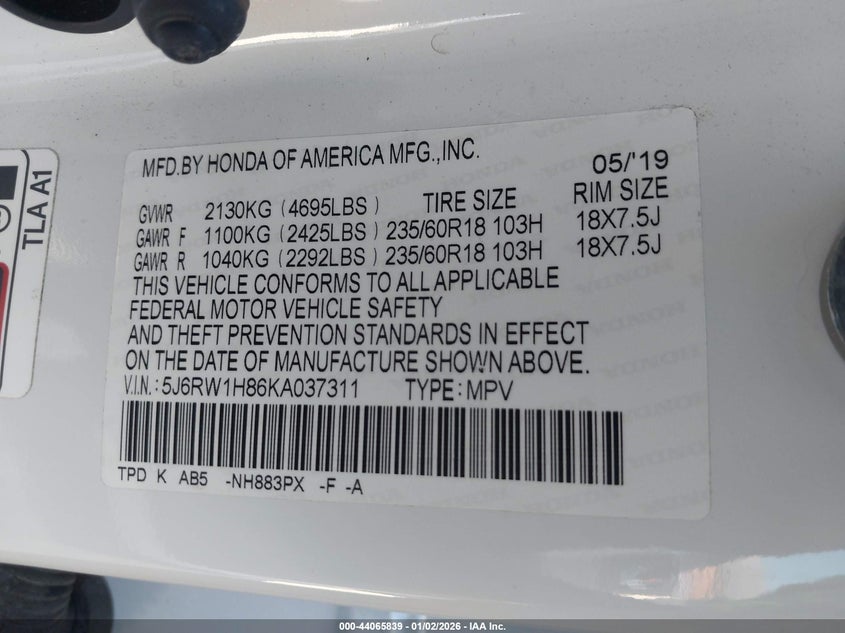 MFD.BY HONDA OF AMERICA MFG.,INC. 05/'19
GVWR 2130KG (4695LBS) TIRE SIZE RIM SIZE
GAWR F 1100KG (2425LBS) 235/60R18 103H 18X7.5J
GAWR R 1040KG (2292LBS) 235/60R18 103H 18X7.5J
THIS VEHICLE CONFORMS TO ALL APPLICABLE
FEDERAL MOTOR VEHICLE SAFETY
AND THEFT PREVENTION STANDARDS IN EFFECT
ON THE DATE OF MANUFACTURE SHOWN ABOVE.
V.I.N.: 5J6RW1H86KA037311 TYPE: MPV
TPD K AB5 -NH883PX -F -A
TLA A1
000-44065839 - 01/02/2026 - IAA Inc.